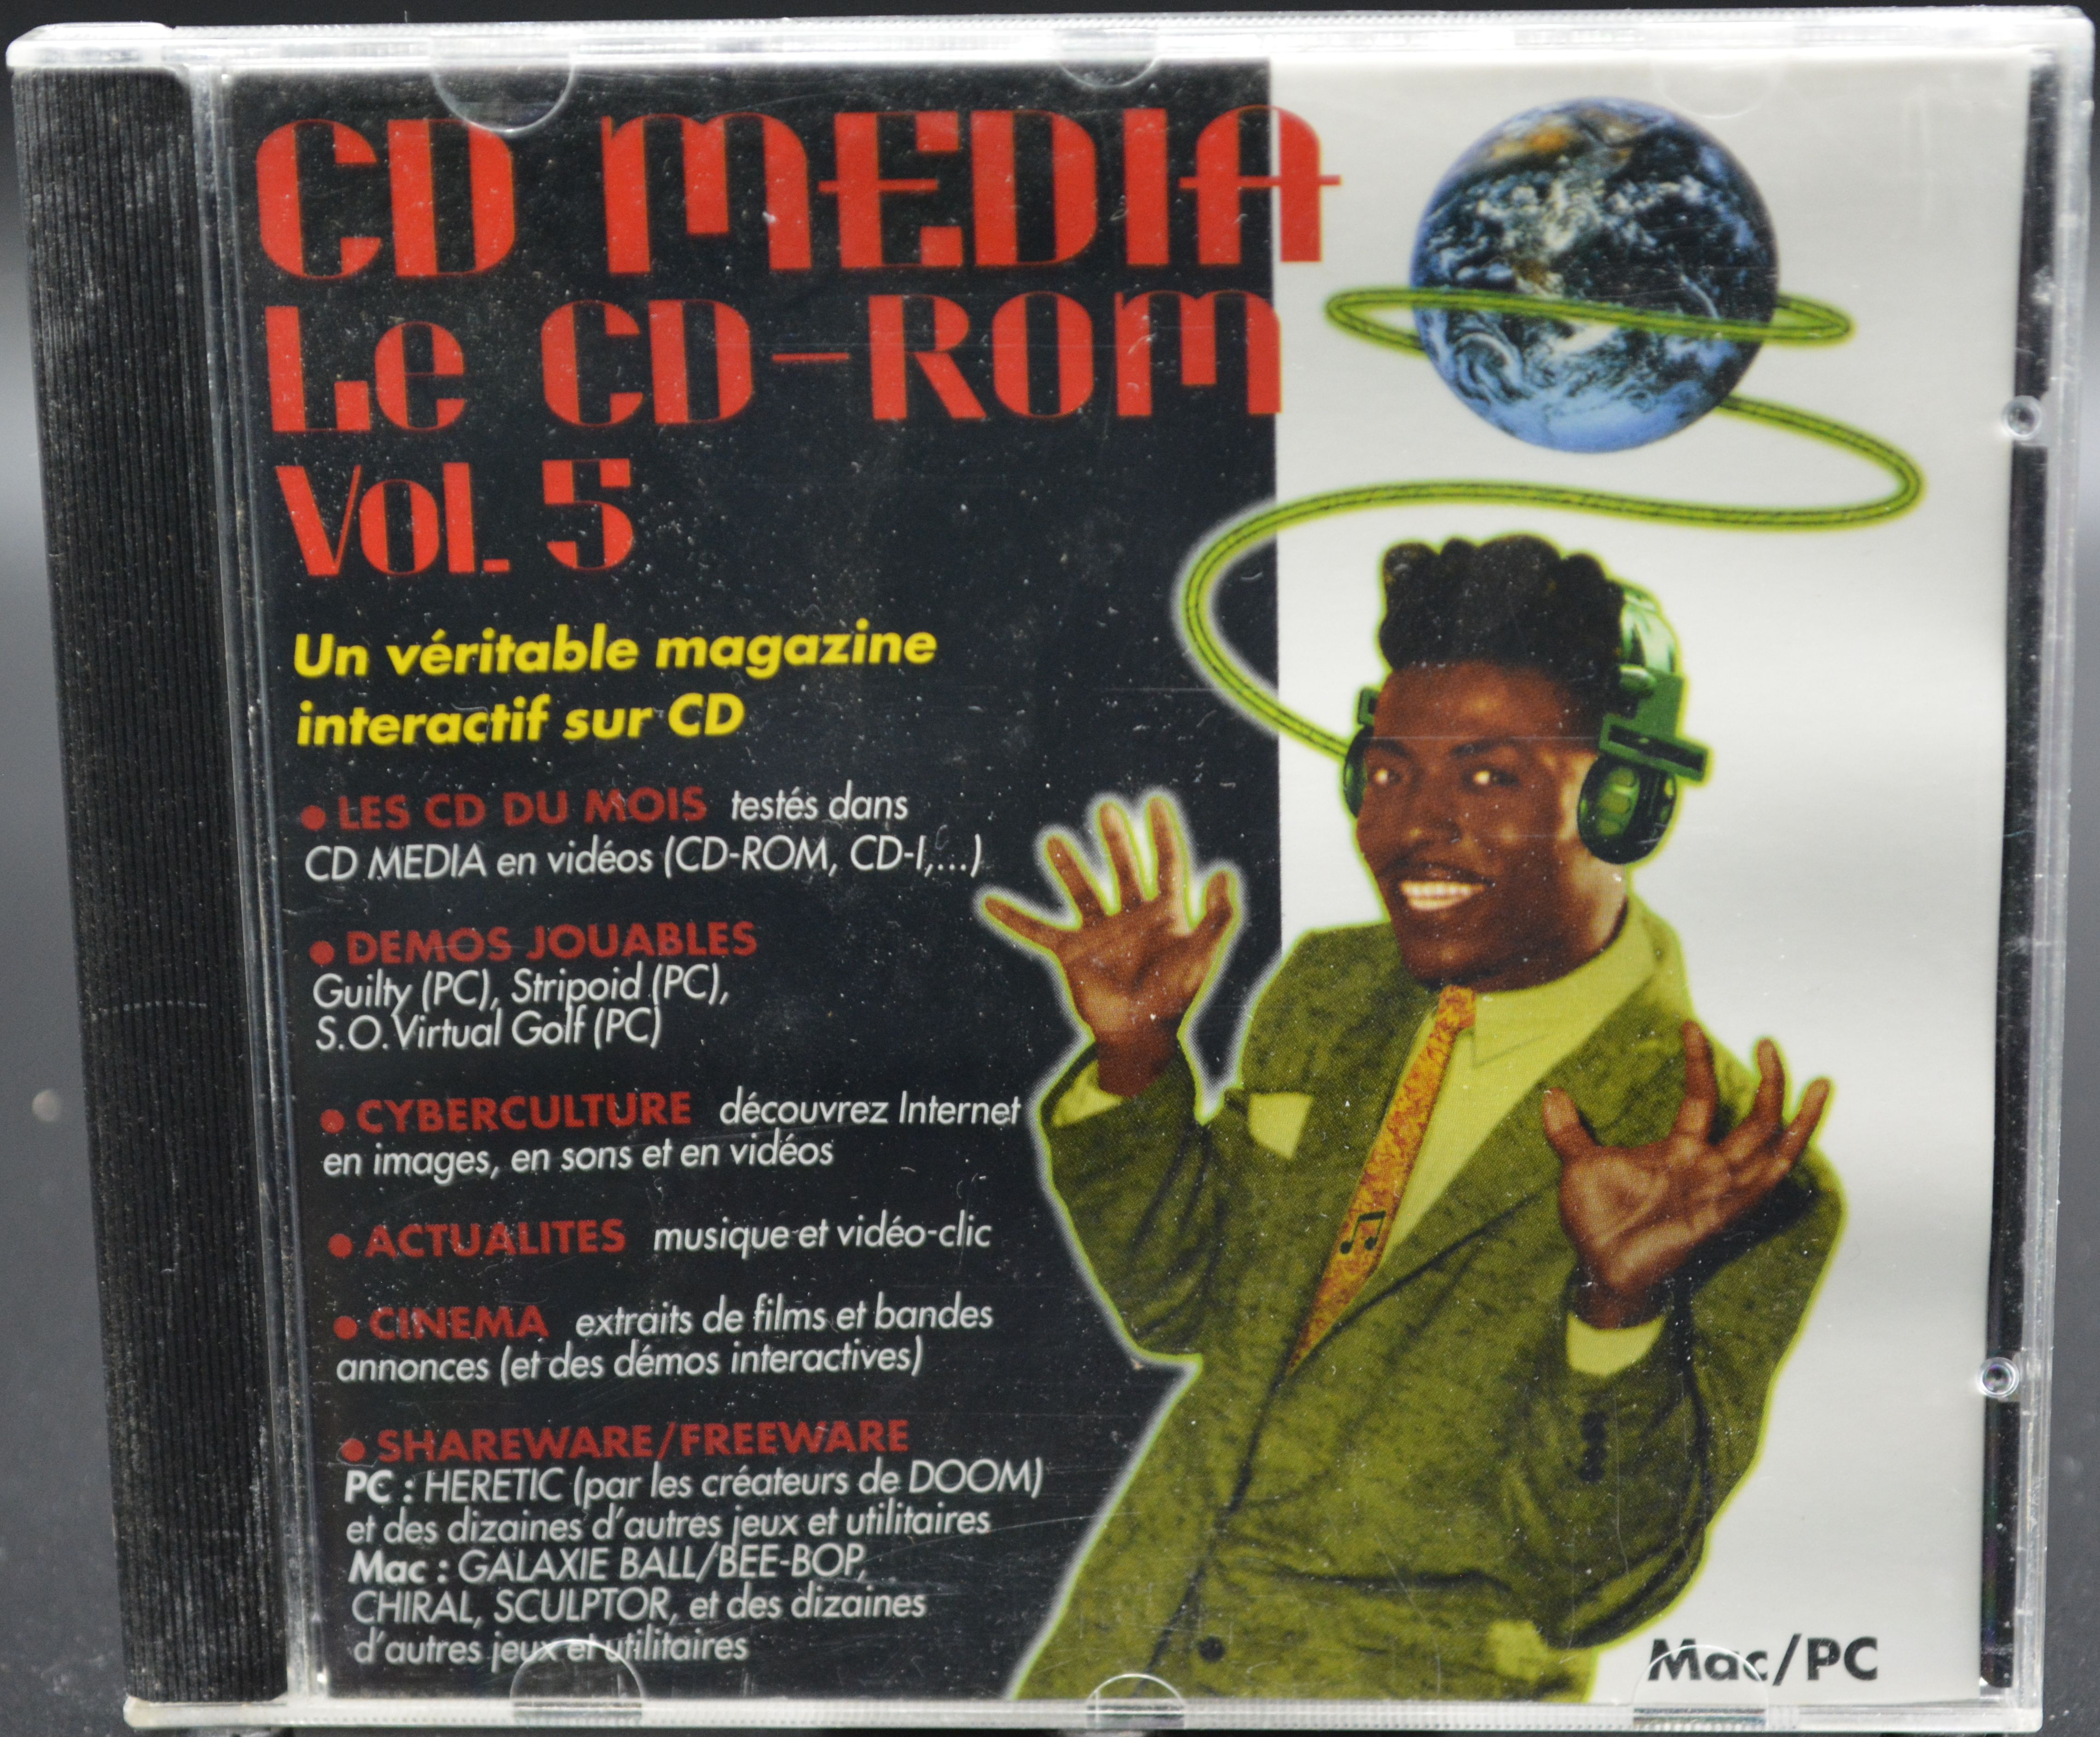 CD MEDIA
Le CD-ROM
Vol. 5
Un véritable magazine
interactif sur CD
● LES CD DU MOIS testés dans
CD MEDIA en vidéos (CD-ROM, CD-I,...)
● DEMOS JOUABLES
Guilty (PC), Stripoid (PC),
S.O. Virtual Golf (PC)
● CYBERCULTURE découvrez Internet
en images, en sons et en vidéos
● ACTUALITES musique et vidéo-clic
● CINEMA extraits de films et bandes
annonces (et des démos interactives)
● SHAREWARE/FREEWARE
PC : HERETIC (par les créateurs de DOOM)
et des dizaines d'autres jeux et utilitaires
Mac : GALAXIE BALL/BEE-BOP,
CHIRAL, SCULPTOR, et des dizaines
d'autres jeux et utilitaires
Mac/PC